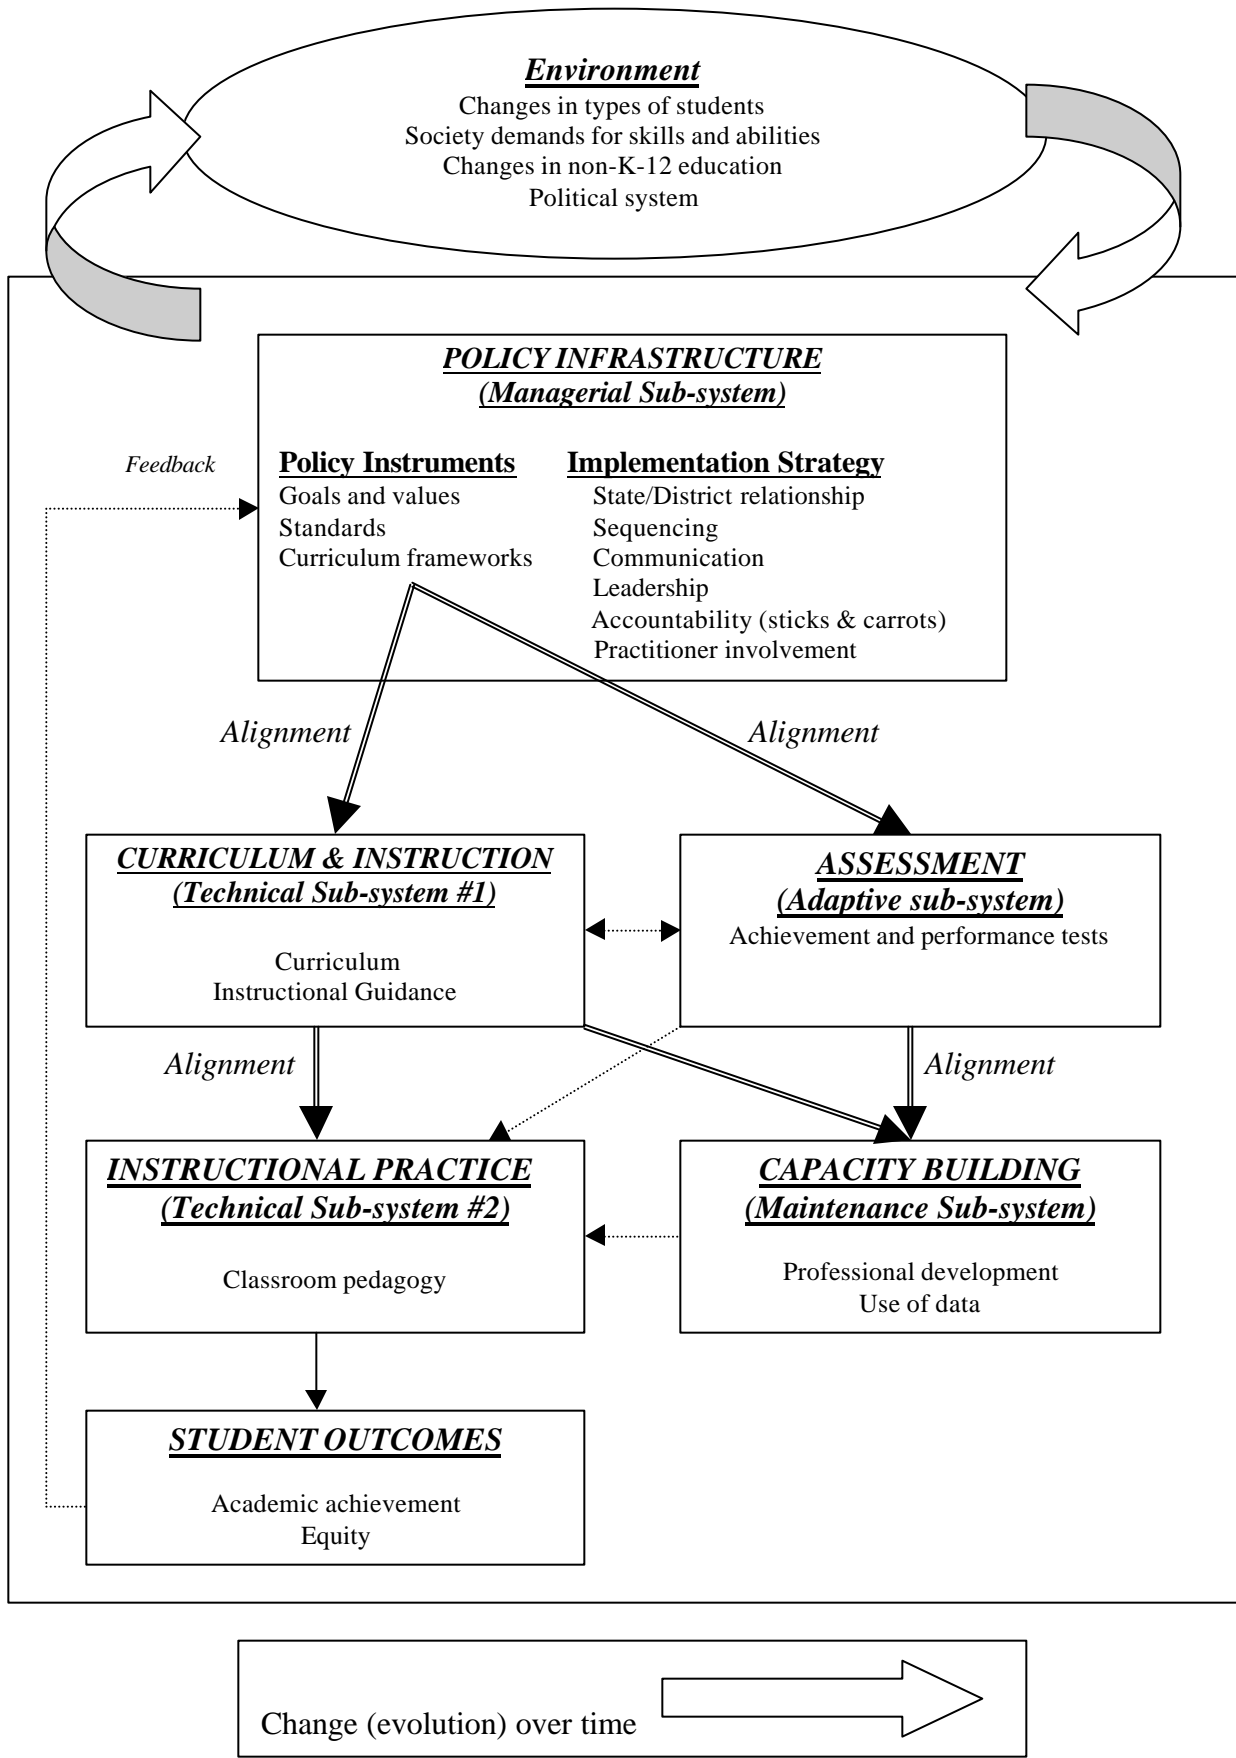 Environment
Changes in types of students
Society demands for skills and abilities
Changes in non-K-12 education
Political system
POLICY INFRASTRUCTURE
(Managerial Sub-system)
Feedback
Policy Instruments
Goals and values
Standards
Curriculum frameworks
Implementation Strategy
State/District relationship
Sequencing
Communication
Leadership
Accountability (sticks & carrots)
Practitioner involvement
Alignment
Alignment
CURRICULUM & INSTRUCTION
(Technical Sub-system #1)
Curriculum
Instructional Guidance
ASSESSMENT
(Adaptive sub-system)
Achievement and performance tests
Alignment
Alignment
INSTRUCTIONAL PRACTICE
(Technical Sub-system #2)
Classroom pedagogy
CAPACITY BUILDING
(Maintenance Sub-system)
Professional development
Use of data
STUDENT OUTCOMES
Academic achievement
Equity
Change (evolution) over time